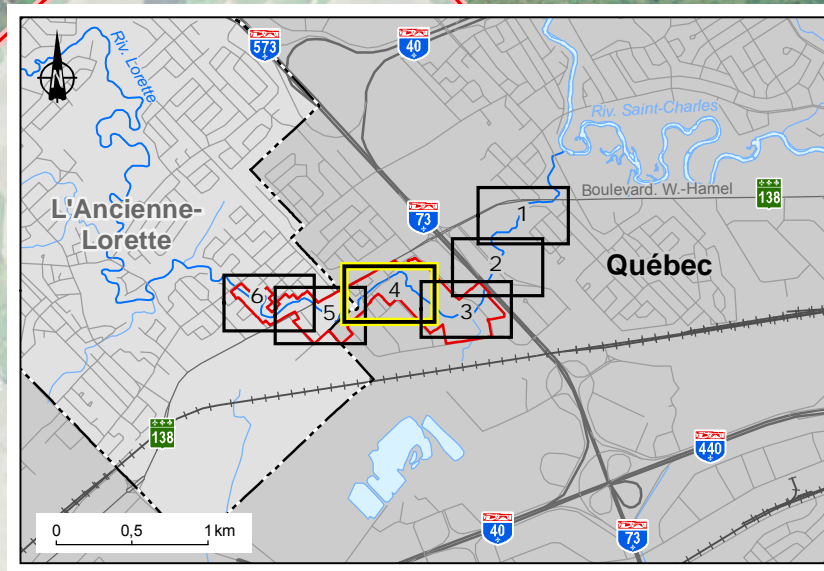 573
40
Riv. Lorette
Riv. Saint-Charles
Boulevard. W.-Hamel
138
L'Ancienne-
Lorette
73
1
2
Québec
6
5
4
3
138
440
40
73
0 0,5 1 km